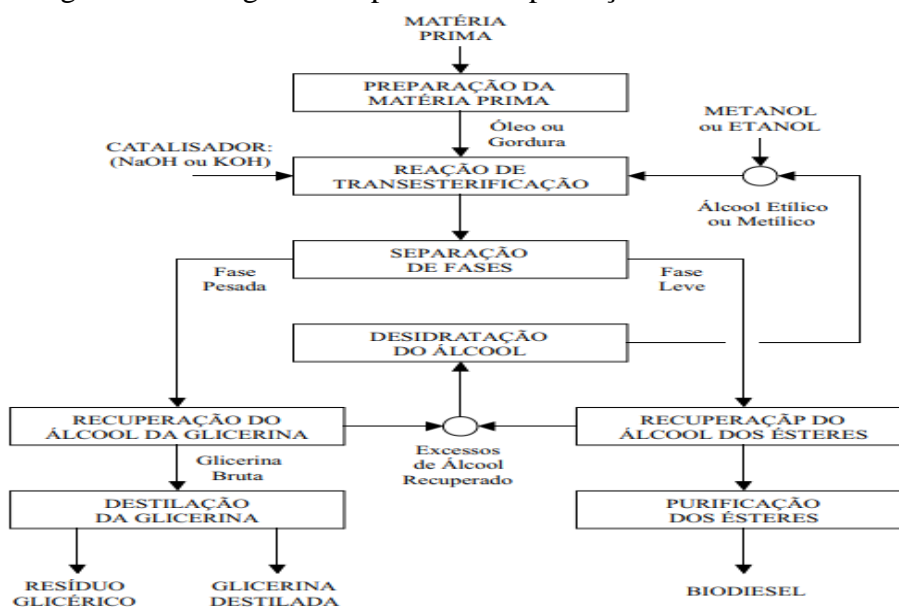 MATÉRIA
PRIMA
PREPARAÇÃO DA
MATÉRIA PRIMA
METANOL
ou ETANOL
Óleo ou
Gordura
CATALISADOR:
(NaOH ou KOH)
REAÇÃO DE
TRANSESTERIFICAÇÃO
Álcool Etílico
ou Metílico
SEPARAÇÃO
DE FASES
Fase
Pesada
Fase
Leve
DESIDRATAÇÃO
DO ÁLCOOL
RECUPERAÇÃO DO
ÁLCOOL DA GLICERINA
RECUPERAÇÃP DO
ÁLCOOL DOS ÉSTERES
Excessos
de Álcool
Recuperado
Glicerina
Bruta
DESTILAÇÃO
DA GLICERINA
PURIFICAÇÃO
DOS ÉSTERES
RESÍDUO
GLICÉRICO
GLICERINA
DESTILADA
BIODIESEL